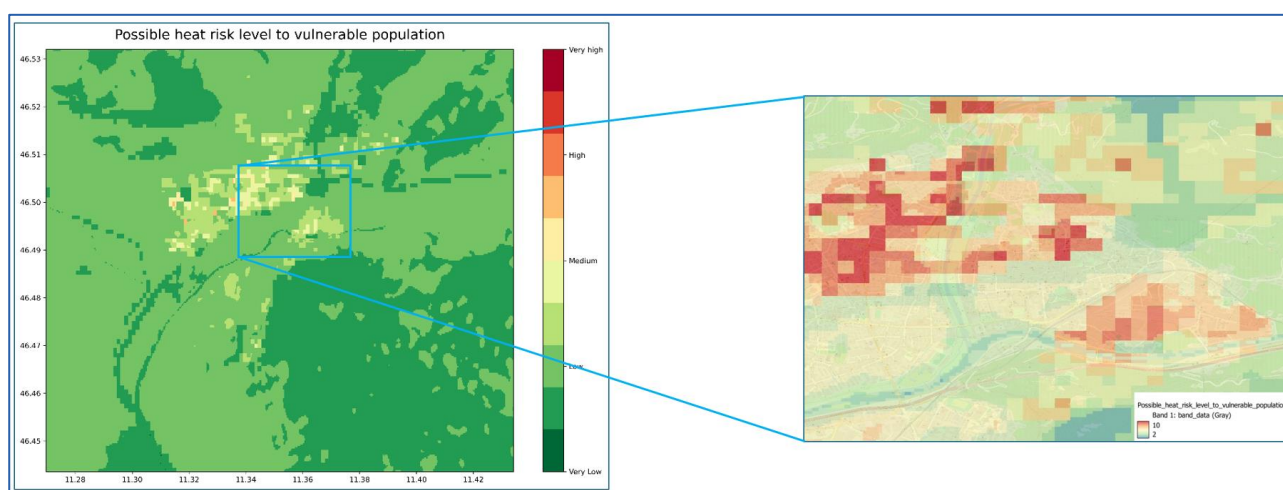 Possible heat risk level to vulnerable population
46.53
46.52
46.51
46.50
46.49
46.48
46.47
46.46
46.45
11.28 11.30 11.32 11.34 11.36 11.38 11.40 11.42
Very high
High
Medium
Low
Very Low
Possible_heat_risk_level_to_vulnerable_population
Band 1: band_data (Gray)
10
2